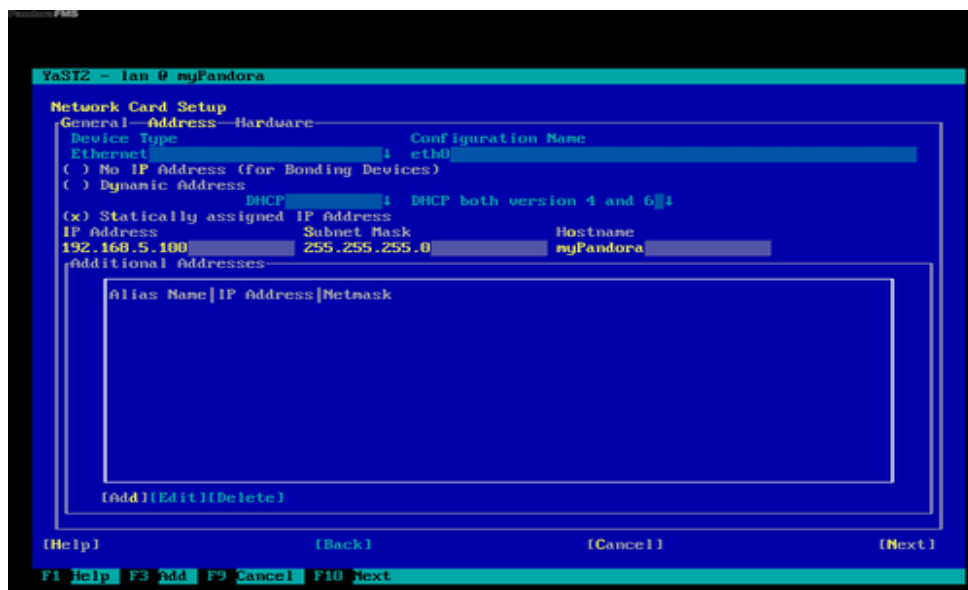 PandoraFMS
YaST2 - lan @ myPandora
Network Card Setup
General Address Hardware
Device Type Configuration Name
Ethernet ↓ eth0
( ) No IP Address (for Bonding Devices)
( ) Dynamic Address
DHCP ↓ DHCP both version 4 and 6 ↓
(x) Statically assigned IP Address
IP Address Subnet Mask Hostname
192.168.5.100 255.255.255.0 myPandora
Additional Addresses
Alias Name|IP Address|Netmask
[Add][Edit][Delete]
[Help] [Back] [Cancel] [Next]
F1 Help F3 Add F9 Cancel F10 Next